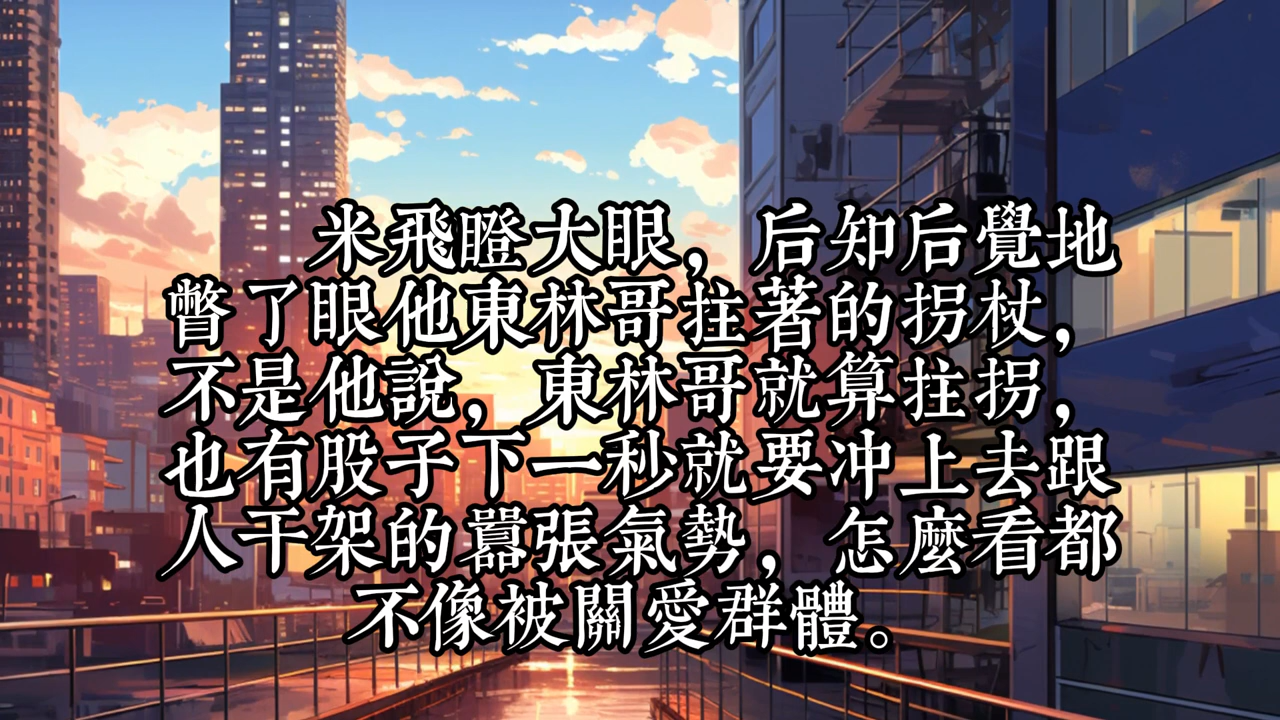 米飛瞪大眼，后知后覺地
瞥了眼他東林哥拄著的拐杖，
不是他說，東林哥就算拄拐，
也有股子下一秒就要冲上去跟
人干架的囂張氣勢，怎麼看都
不像被關愛群體。